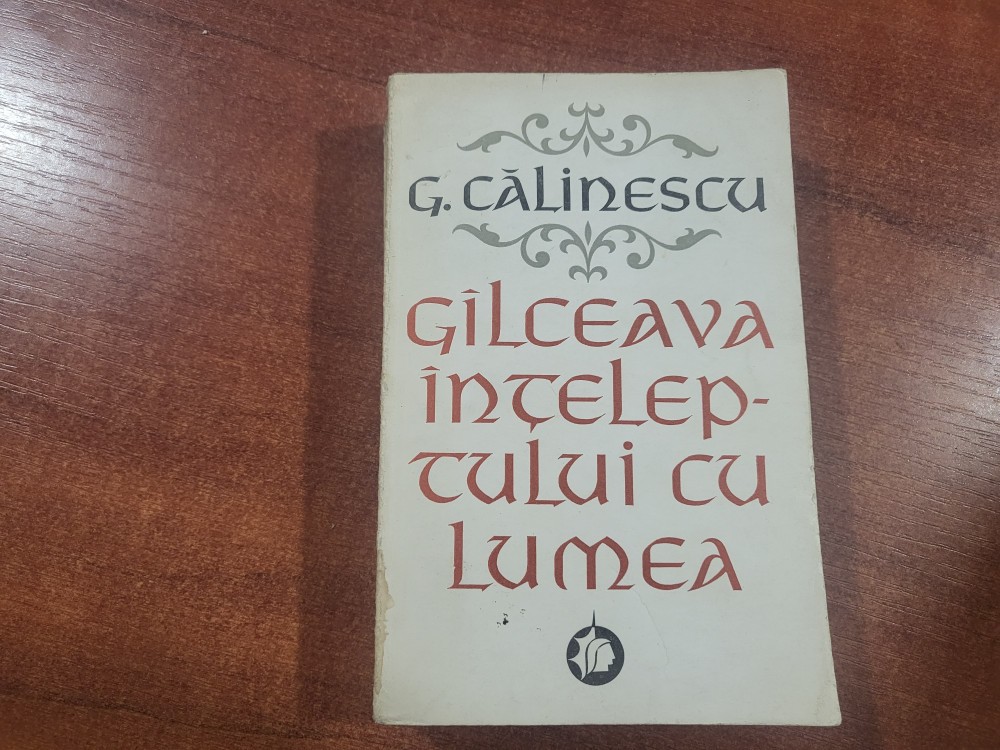 G. CĂLINESCU
GÎLCEAVA
ÎNȚELEP-
TULUI CU
LUMEA